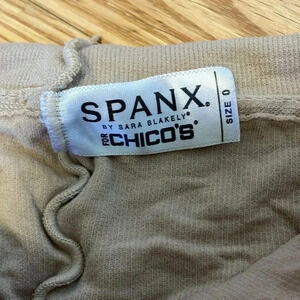 SPANX®
BY SARA BLAKELY
FOR CHICO'S®
SIZE 0